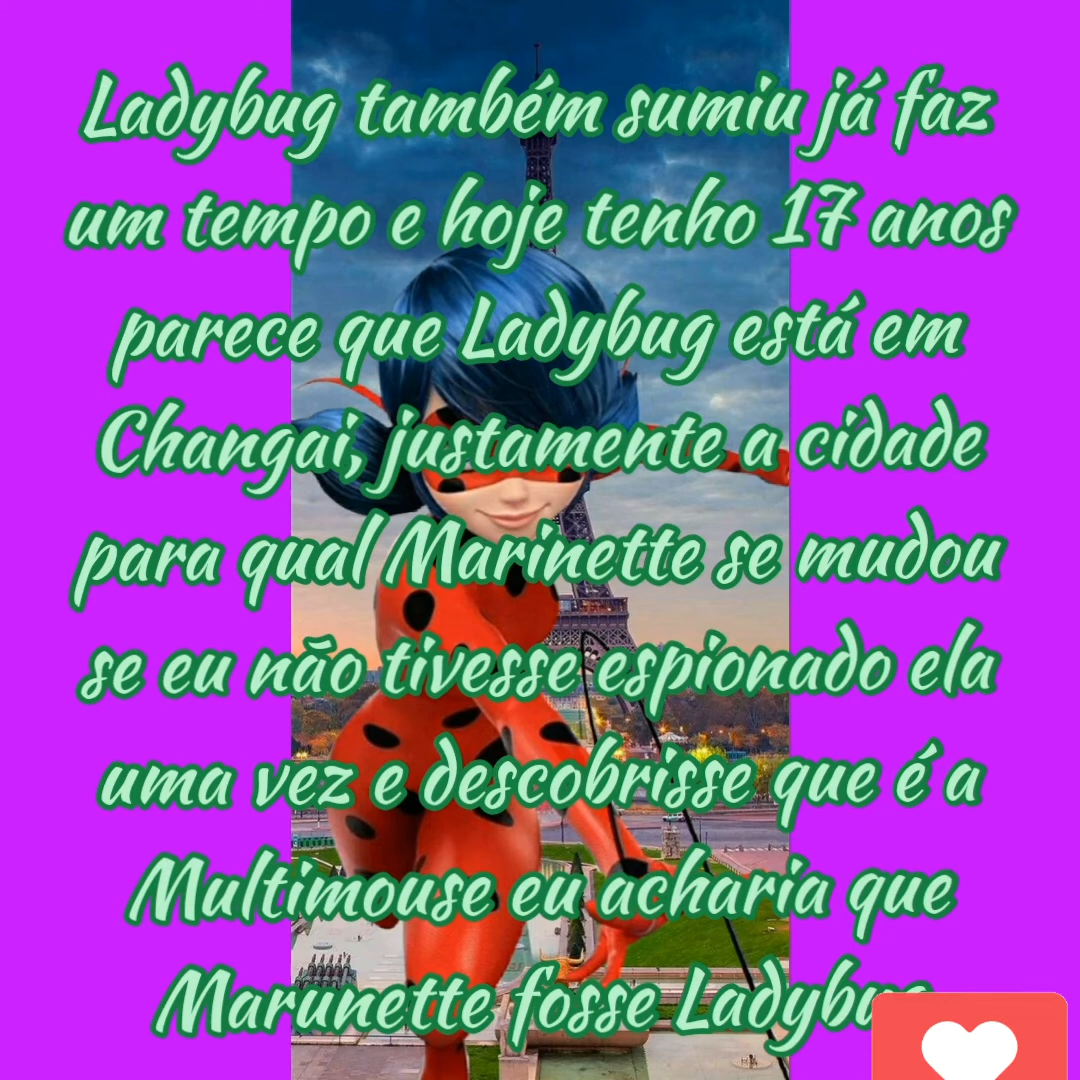 Ladybug também sumiu já faz
um tempo e hoje tenho 17 anos
parece que Ladybug está em
Changai, justamente a cidade
para qual Marinette se mudou
se eu não tivesse espionado ela
uma vez e descobrisse que é a
Multimouse eu acharia que
Marunette fosse